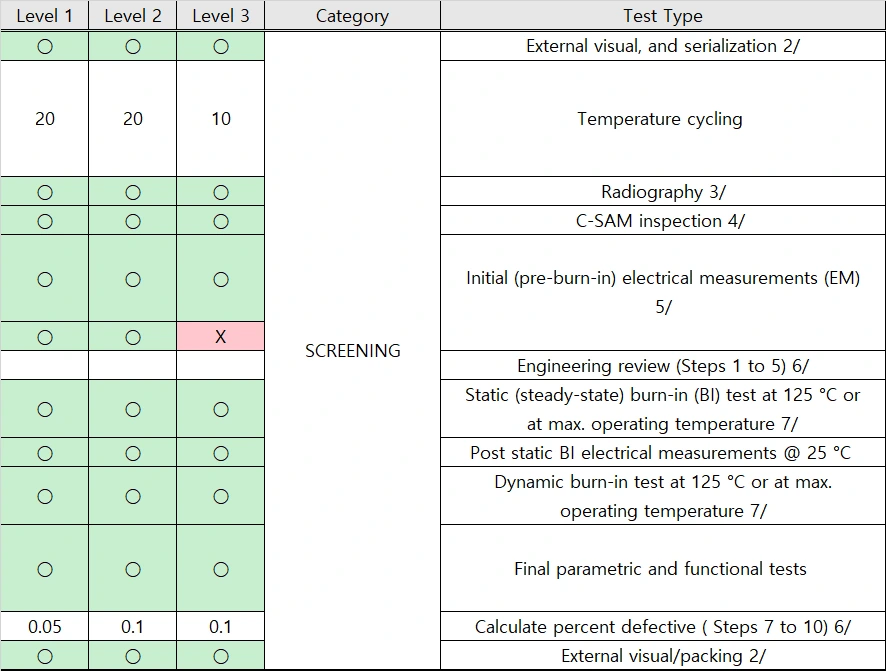 Level 1 Level 2 Level 3 Category Test Type
○ ○ ○ External visual, and serialization 2/
20 20 10 Temperature cycling
○ ○ ○ Radiography 3/
○ ○ ○ C-SAM inspection 4/
○ ○ ○ Initial (pre-burn-in) electrical measurements (EM)
5/
○ ○ X
SCREENING
Engineering review (Steps 1 to 5) 6/
○ ○ ○ Static (steady-state) burn-in (BI) test at 125 °C or
at max. operating temperature 7/
○ ○ ○ Post static BI electrical measurements @ 25 °C
○ ○ ○ Dynamic burn-in test at 125 °C or at max.
operating temperature 7/
○ ○ ○ Final parametric and functional tests
0.05 0.1 0.1 Calculate percent defective ( Steps 7 to 10) 6/
○ ○ ○ External visual/packing 2/